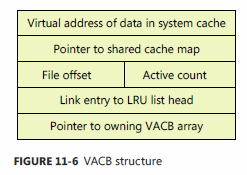 Virtual address of data in system cache
Pointer to shared cache map
File offset Active count
Link entry to LRU list head
Pointer to owning VACB array
FIGURE 11-6 VACB structure